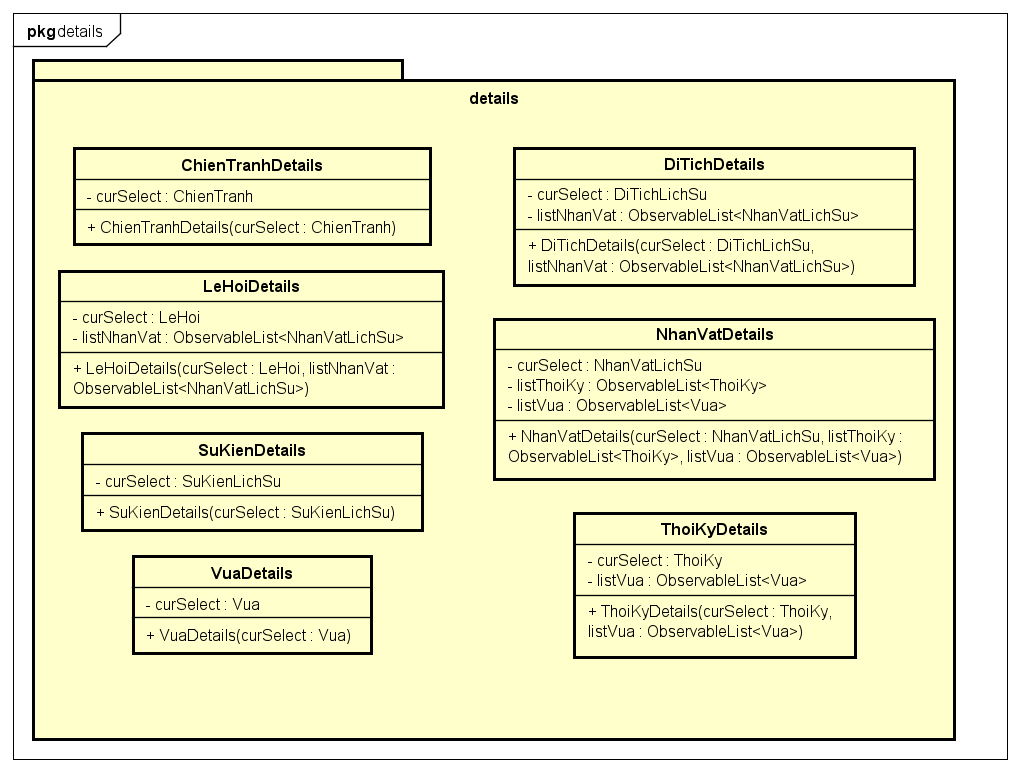 pkg details
details
ChienTranhDetails
- curSelect : ChienTranh
+ ChienTranhDetails(curSelect : ChienTranh)
LeHoiDetails
- curSelect : LeHoi
- listNhanVat : ObservableList<NhanVatLichSu>
+ LeHoiDetails(curSelect : LeHoi, listNhanVat :
ObservableList<NhanVatLichSu>)
SuKienDetails
- curSelect : SuKienLichSu
+ SuKienDetails(curSelect : SuKienLichSu)
VuaDetails
- curSelect : Vua
+ VuaDetails(curSelect : Vua)
DiTichDetails
- curSelect : DiTichLichSu
- listNhanVat : ObservableList<NhanVatLichSu>
+ DiTichDetails(curSelect : DiTichLichSu,
listNhanVat : ObservableList<NhanVatLichSu>)
NhanVatDetails
- curSelect : NhanVatLichSu
- listThoiKy : ObservableList<ThoiKy>
- listVua : ObservableList<Vua>
+ NhanVatDetails(curSelect : NhanVatLichSu, listThoiKy :
ObservableList<ThoiKy>, listVua : ObservableList<Vua>)
ThoiKyDetails
- curSelect : ThoiKy
- listVua : ObservableList<Vua>
+ ThoiKyDetails(curSelect : ThoiKy,
listVua : ObservableList<Vua>)